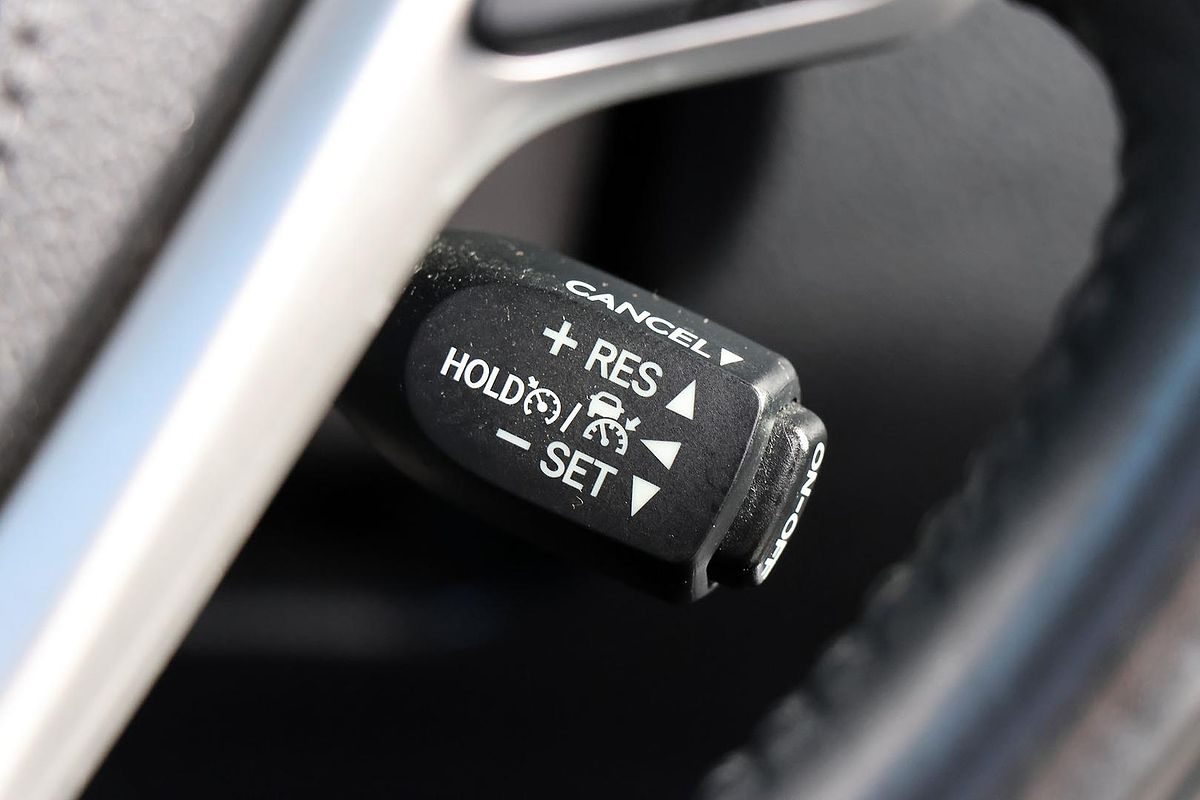 CANCEL
+ RES
HOLD /
− SET
ON-OFF